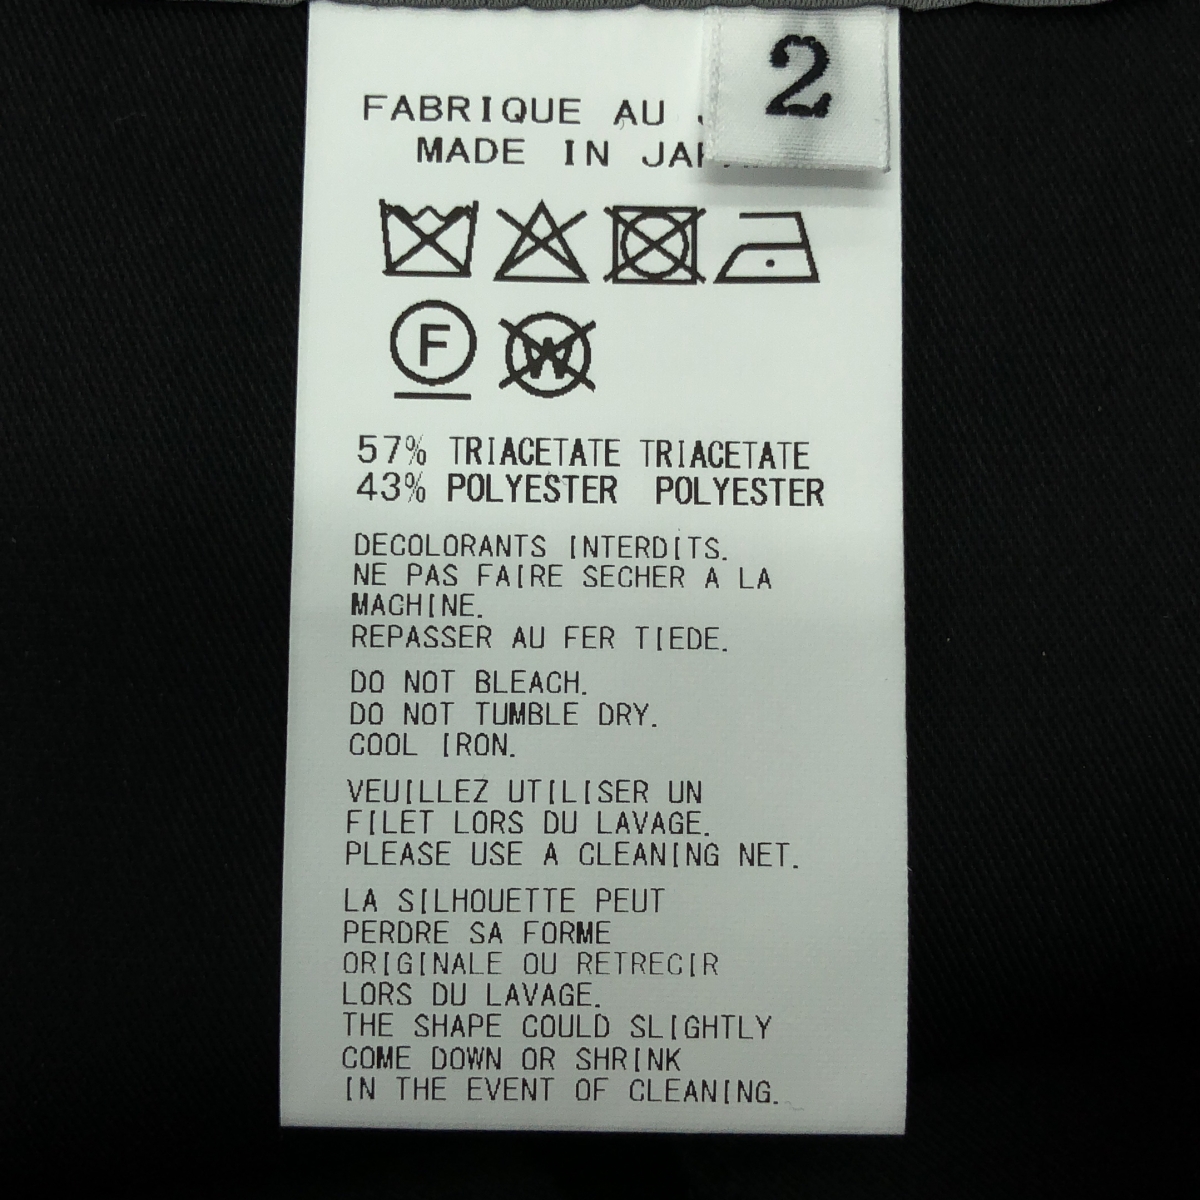 2
FABRIQUE AU
MADE IN
F
W
57% TRIACETATE TRIACETATE
43% POLYESTER POLYESTER
DECOLORANTS INTERDITS.
NE PAS FAIRE SECHER A LA
MACHINE.
REPASSER AU FER TIEDE.
DO NOT BLEACH.
DO NOT TUMBLE DRY.
COOL IRON.
VEUILLEZ UTILISER UN
FILET LORS DU LAVAGE.
PLEASE USE A CLEANING NET.
LA SILHOUETTE PEUT
PERDRE SA FORME
ORIGINALE OU RETRECIR
LORS DU LAVAGE.
THE SHAPE COULD SLIGHTLY
COME DOWN OR SHRINK
IN THE EVENT OF CLEANING.